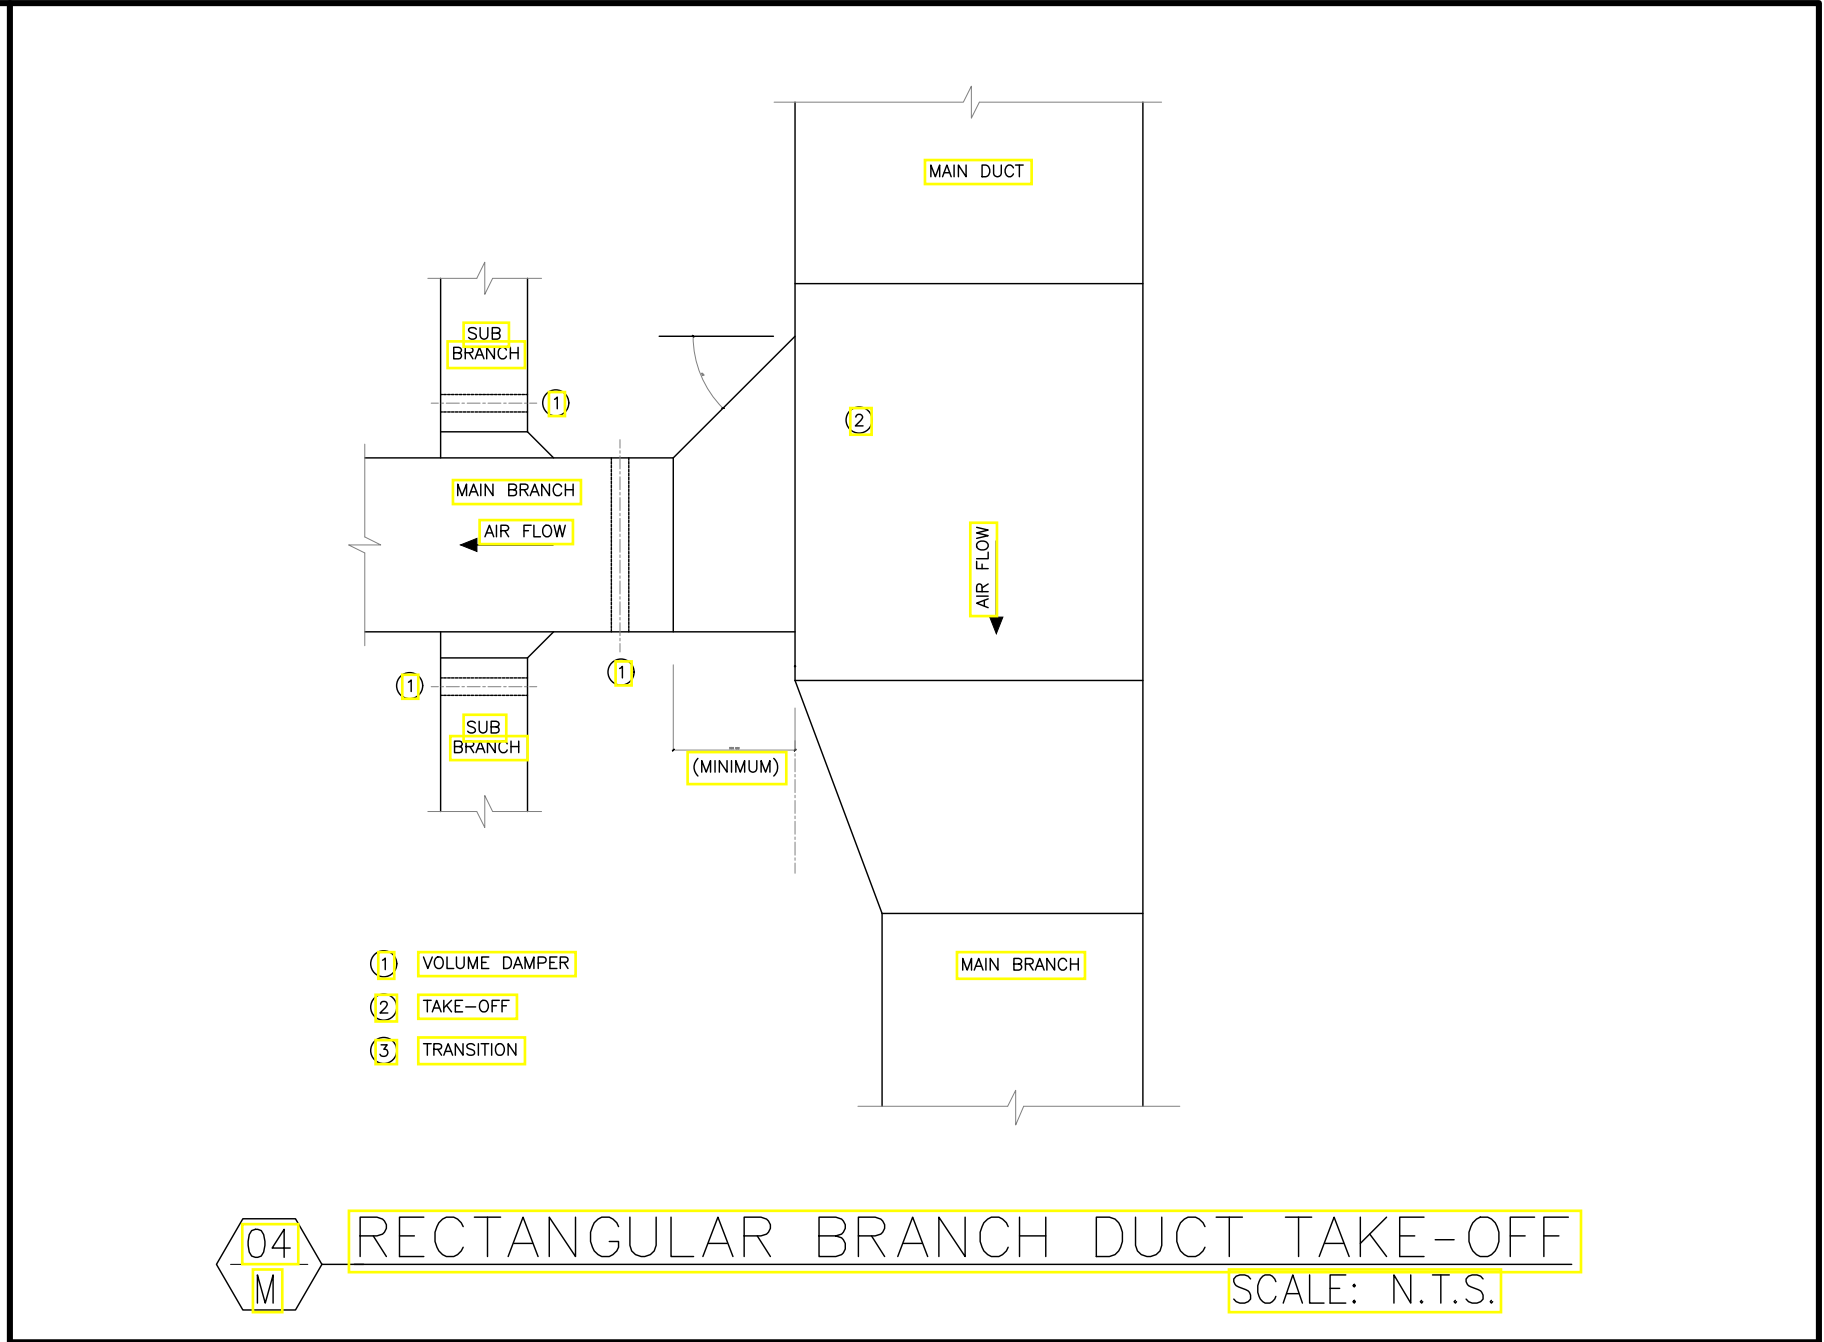 MAIN DUCT
SUB
BRANCH
1
2
MAIN BRANCH
AIR FLOW
AIR FLOW
1
1
SUB
BRANCH
(MINIMUM)
1 VOLUME DAMPER
2 TAKE-OFF
3 TRANSITION
MAIN BRANCH
04 RECTANGULAR BRANCH DUCT TAKE-OFF
M SCALE: N.T.S.